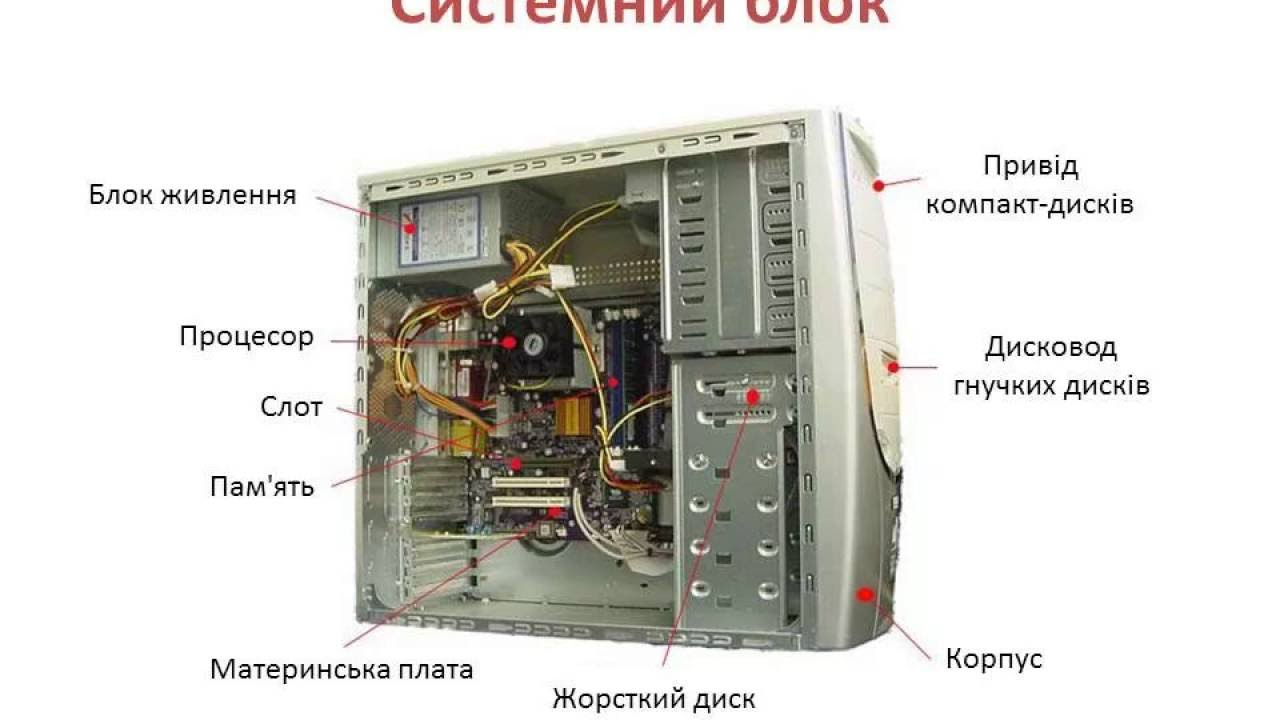 Системний блок
Блок живлення
Привід
компакт-дисків
Процесор
Дисковод
гнучких дисків
Слот
Пам'ять
Материнська плата
Жорсткий диск
Корпус